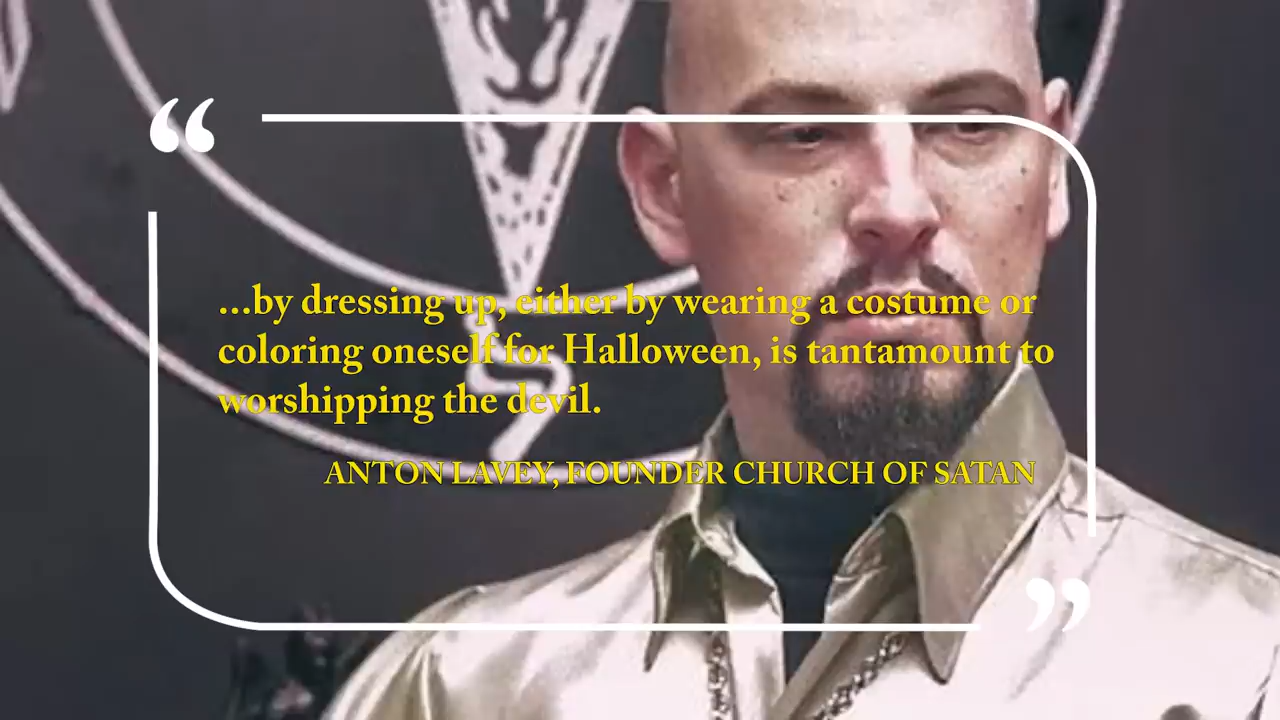 “
...by dressing up, either by wearing a costume or
coloring oneself for Halloween, is tantamount to
worshipping the devil.
ANTON LAVEY, FOUNDER CHURCH OF SATAN
”